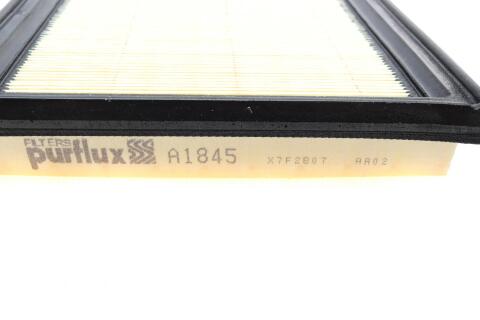 FILTERS
purflux A1845 X7F2807 AA02